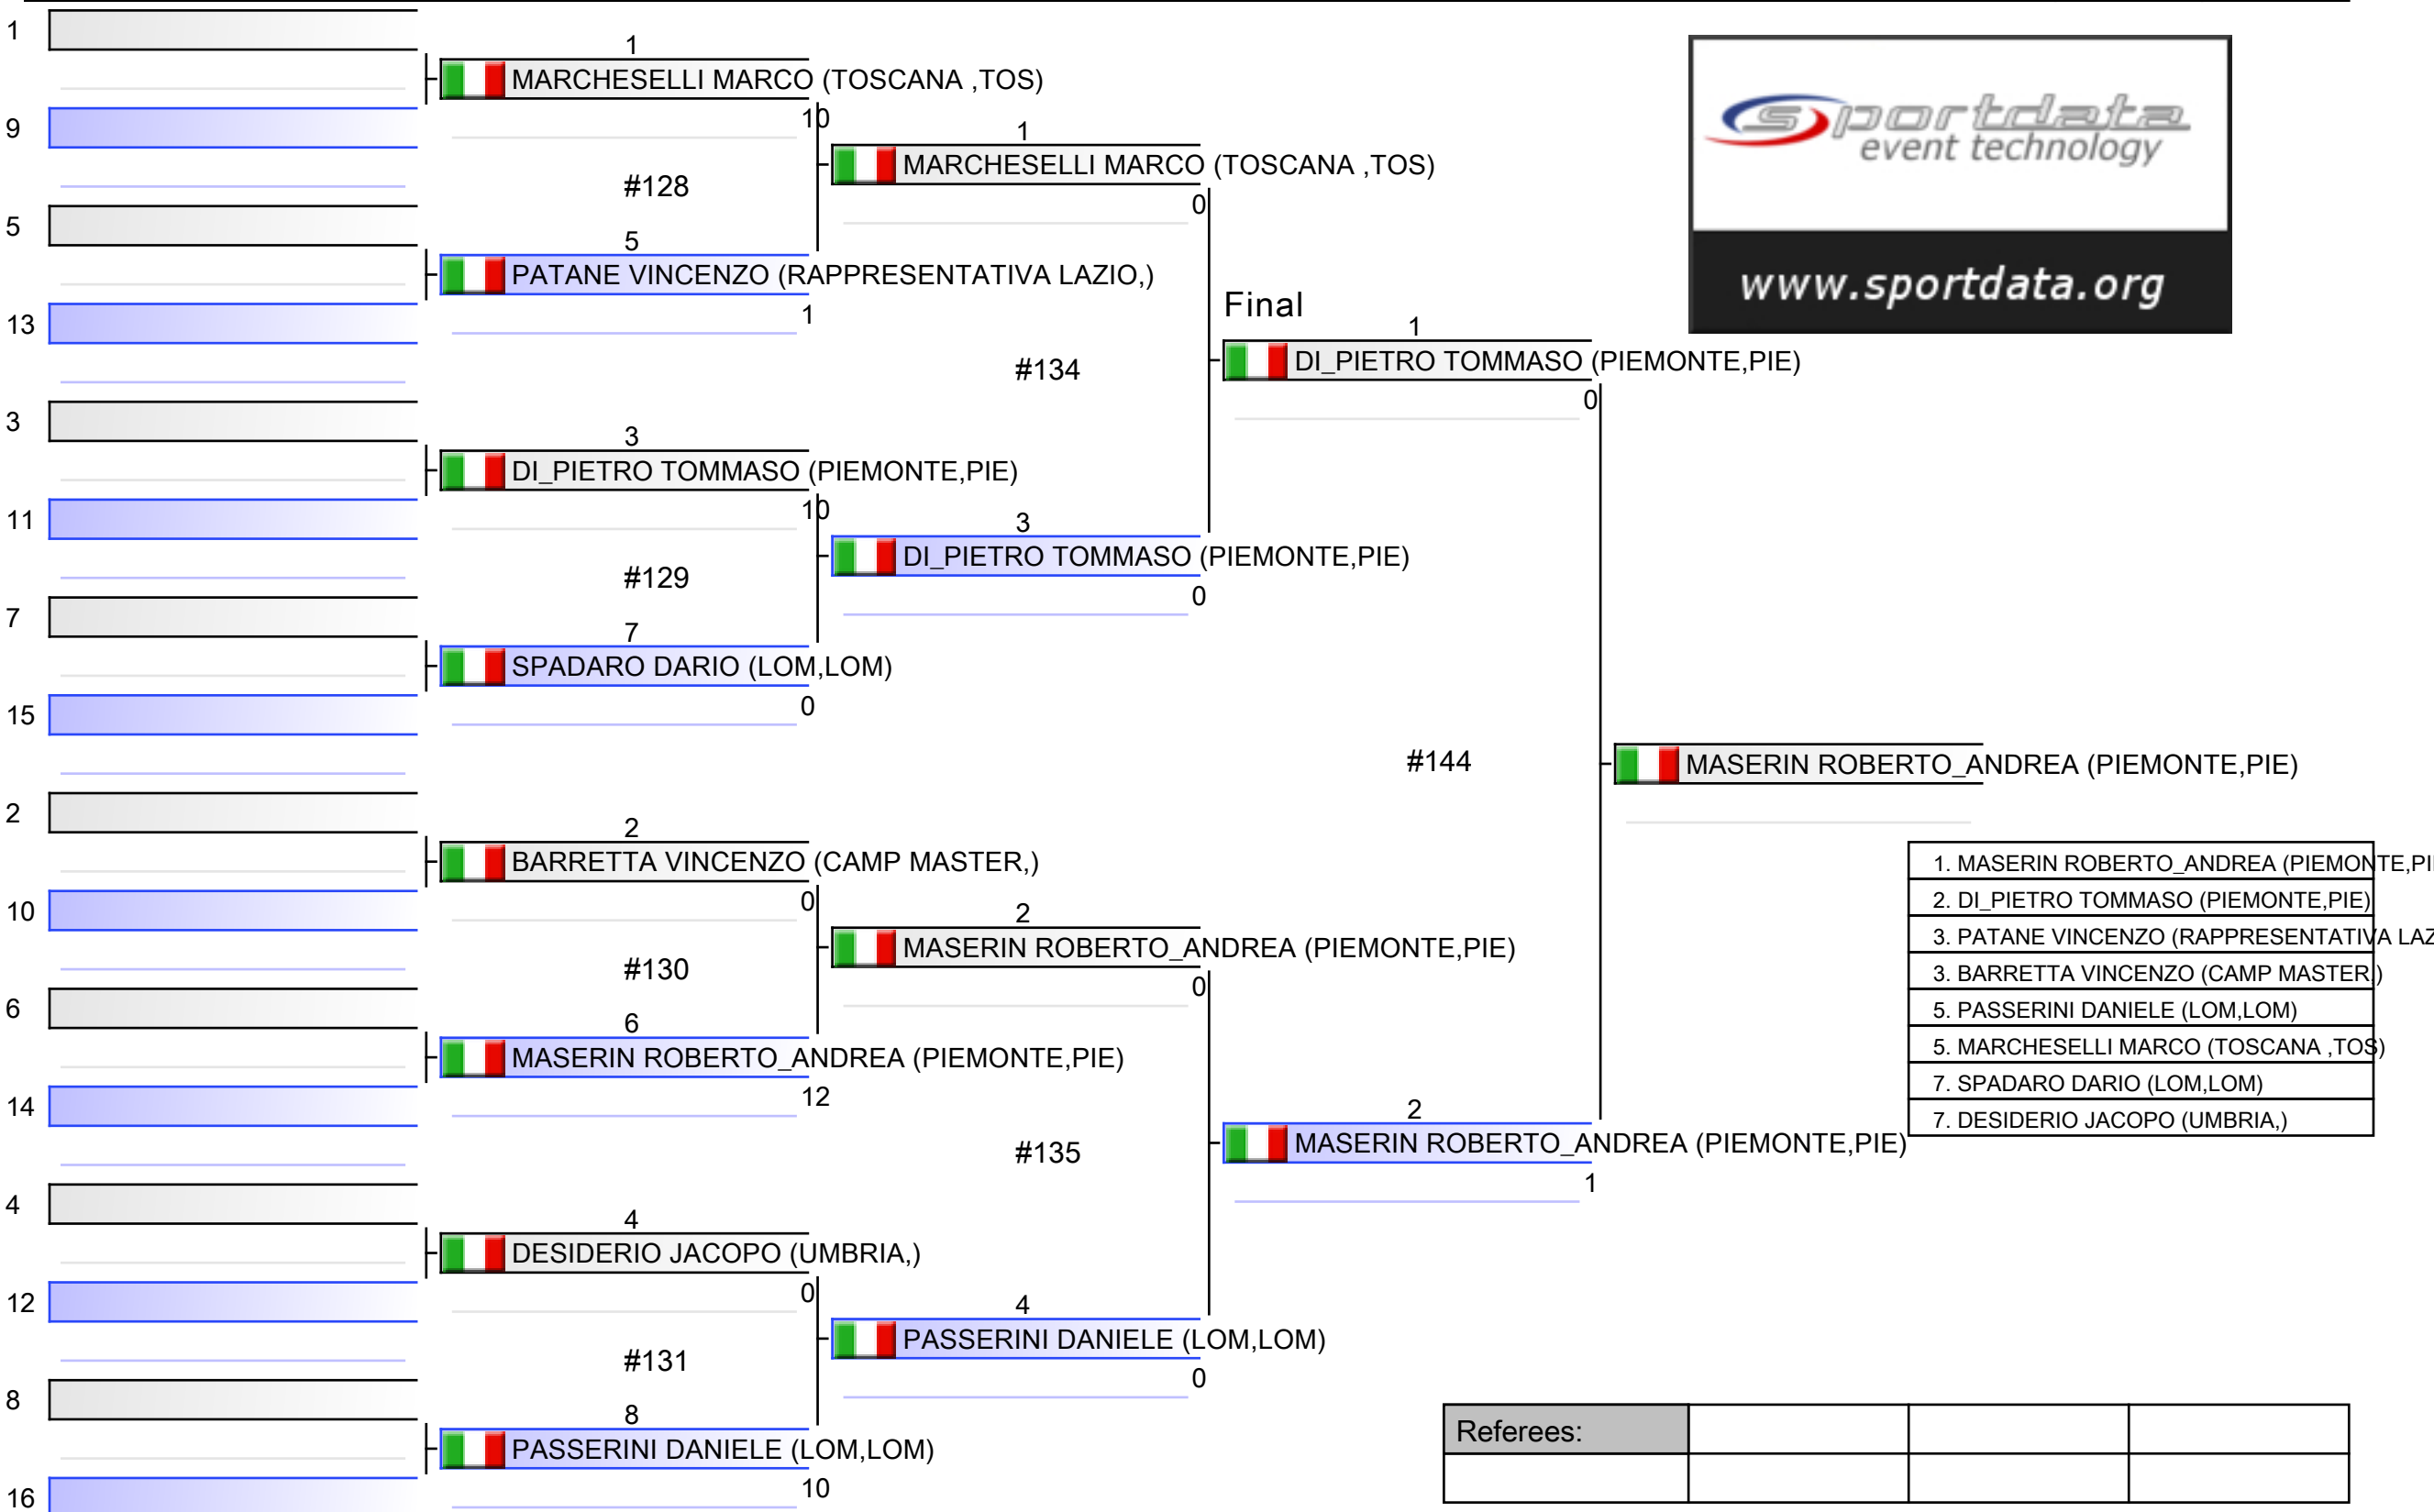 1
1
MARCHESELLI MARCO (TOSCANA ,TOS)
10
1
9
MARCHESELLI MARCO (TOSCANA ,TOS)
#128
0
5
5
PATANE VINCENZO (RAPPRESENTATIVA LAZIO,)
1
13
sportdata
event technology
www.sportdata.org
Final
1
#134
DI_PIETRO TOMMASO (PIEMONTE,PIE)
0
3
3
DI_PIETRO TOMMASO (PIEMONTE,PIE)
10
11
3
DI_PIETRO TOMMASO (PIEMONTE,PIE)
#129
0
7
7
SPADARO DARIO (LOM,LOM)
0
15
#144
MASERIN ROBERTO_ANDREA (PIEMONTE,PIE)
2
2
BARRETTA VINCENZO (CAMP MASTER,)
0
10
2
MASERIN ROBERTO_ANDREA (PIEMONTE,PIE)
#130
0
6
6
MASERIN ROBERTO_ANDREA (PIEMONTE,PIE)
12
14
1. MASERIN ROBERTO_ANDREA (PIEMONTE,PI
2. DI_PIETRO TOMMASO (PIEMONTE,PIE)
3. PATANE VINCENZO (RAPPRESENTATIVA LAZ
3. BARRETTA VINCENZO (CAMP MASTER,)
5. PASSERINI DANIELE (LOM,LOM)
5. MARCHESELLI MARCO (TOSCANA ,TOS)
7. SPADARO DARIO (LOM,LOM)
7. DESIDERIO JACOPO (UMBRIA,)
#135
2
MASERIN ROBERTO_ANDREA (PIEMONTE,PIE)
1
4
4
DESIDERIO JACOPO (UMBRIA,)
0
12
4
PASSERINI DANIELE (LOM,LOM)
#131
0
8
8
PASSERINI DANIELE (LOM,LOM)
10
16
Referees: